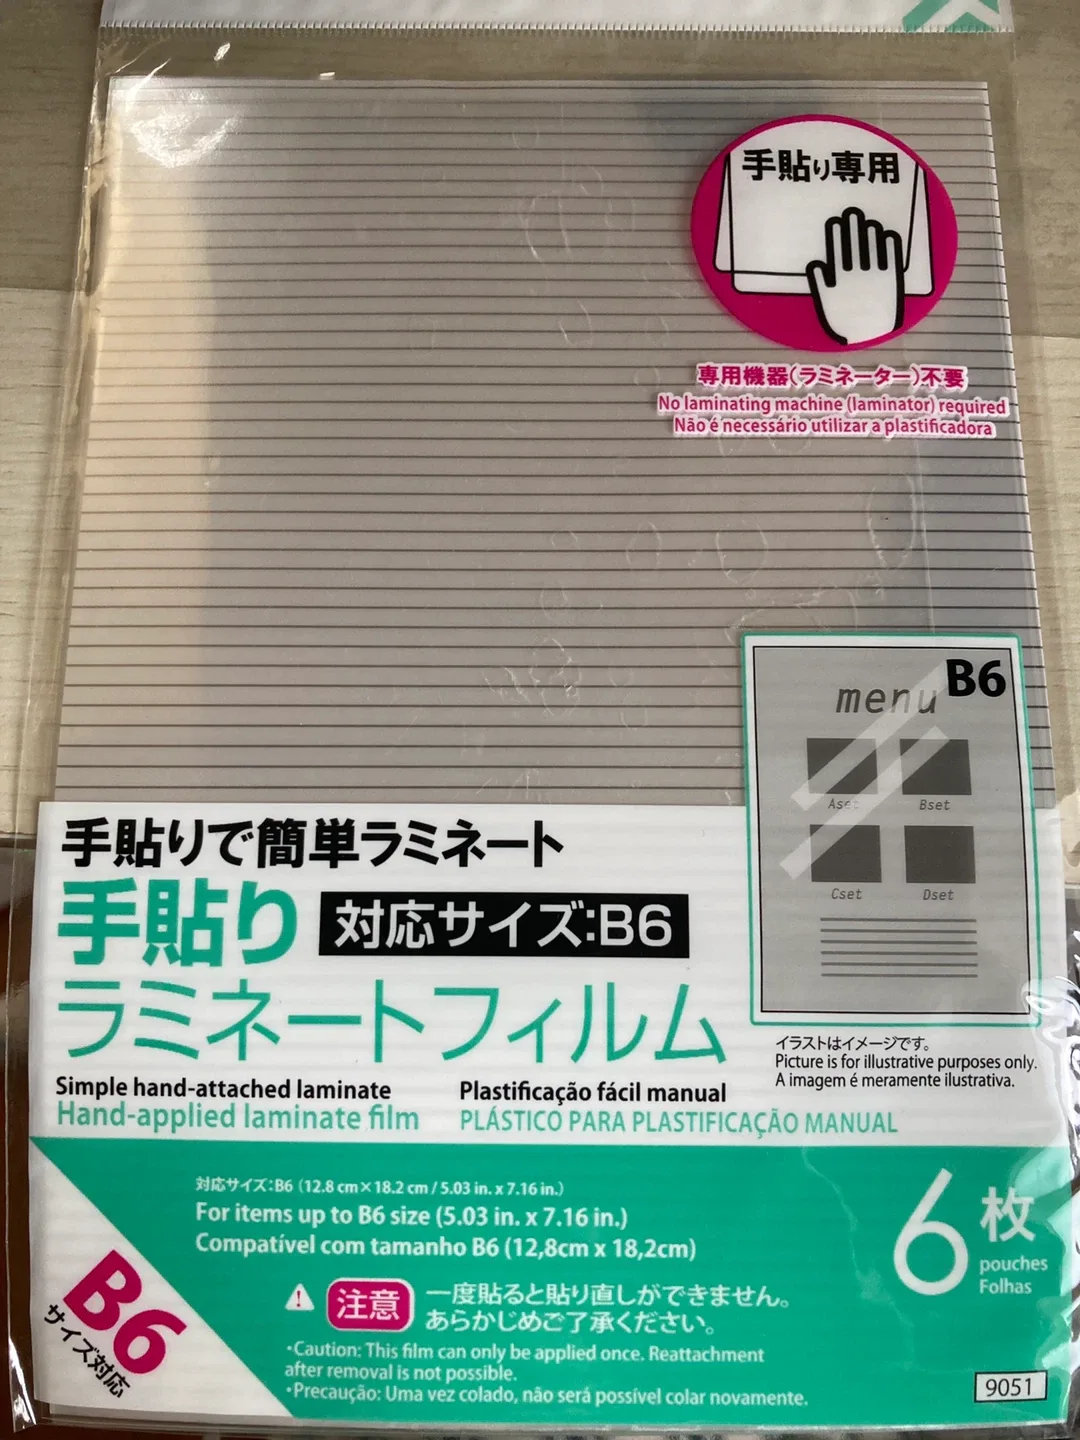 手貼り専用
専用機器(ラミネーター)不要
No laminating machine (laminator) required
Não é necessário utilizar a plastificadora
B6
menu
Aset
Bset
Cset
Dset
手貼りで簡単ラミネート
手貼り
対応サイズ:B6
ラミネートフィルム
イラストはイメージです。
Picture is for illustrative purposes only.
A imagem é meramente ilustrativa.
Simple hand-attached laminate
Hand-applied laminate film
Plastificação fácil manual
PLÁSTICO PARA PLASTIFICAÇÃO MANUAL
対応サイズ:B6(12.8 cm×18.2 cm / 5.03 in. x 7.16 in.)
For items up to B6 size (5.03 in. x 7.16 in.)
Compatível com tamanho B6 (12,8cm x 18,2cm)
6枚
pouches
Folhas
B6
サイズ対応
注意
一度貼ると貼り直しができません。
あらかじめご了承ください。
・Caution: This film can only be applied once. Reattachment
after removal is not possible.
・Precaução: Uma vez colado, não será possível colar novamente.
9051